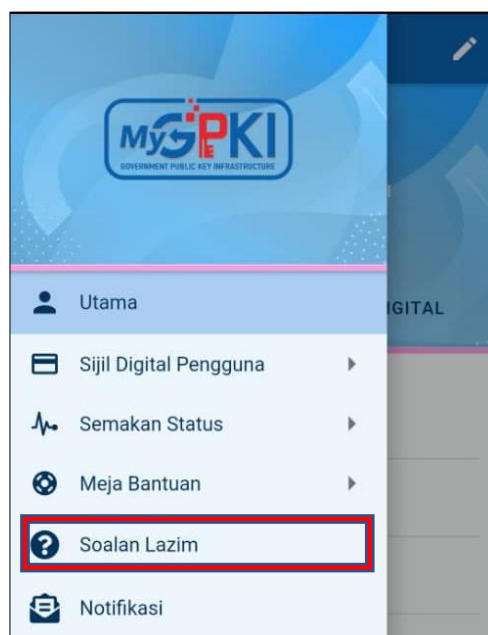 MyGPKI
GOVERNMENT PUBLIC KEY INFRASTRUCTURE
Utama
IGITAL
Sijil Digital Pengguna
Semakan Status
Meja Bantuan
Soalan Lazim
Notifikasi